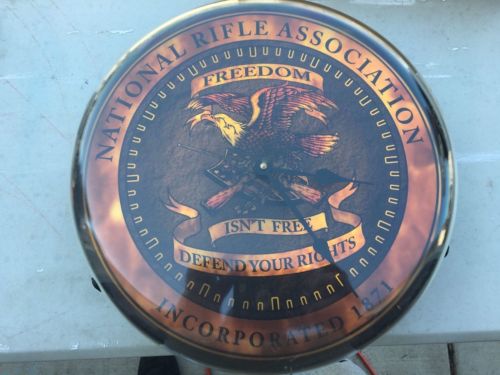 NATIONAL RIFLE ASSOCIATION
FREEDOM
ISN'T FREE
DEFEND YOUR RIGHTS
INCORPORATED 1871